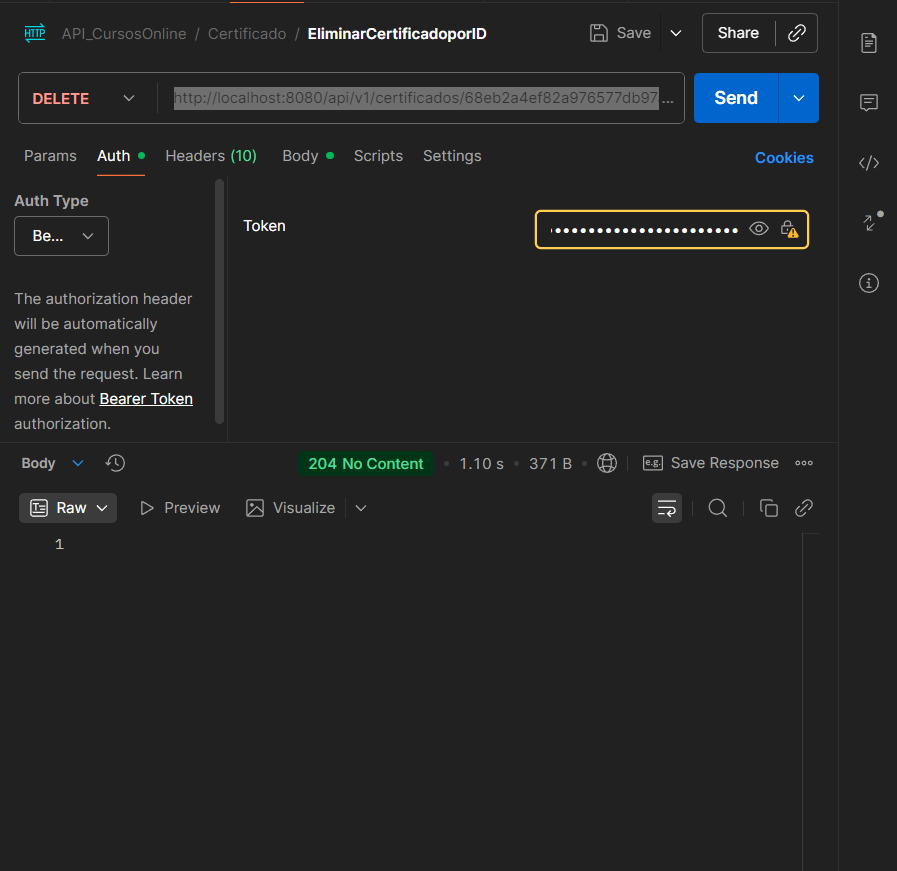 HTTP API_CursosOnline / Certificado / EliminarCertificadoporID Save Share
DELETE http://localhost:8080/api/v1/certificados/68eb2a4ef82a976577db97... Send
Params Auth Headers (10) Body Scripts Settings Cookies
Auth Type
Be...
Token
The authorization header
will be automatically
generated when you
send the request. Learn
more about Bearer Token
authorization.
Body 204 No Content • 1.10 s • 371 B • e.g. Save Response
Raw Preview Visualize
1